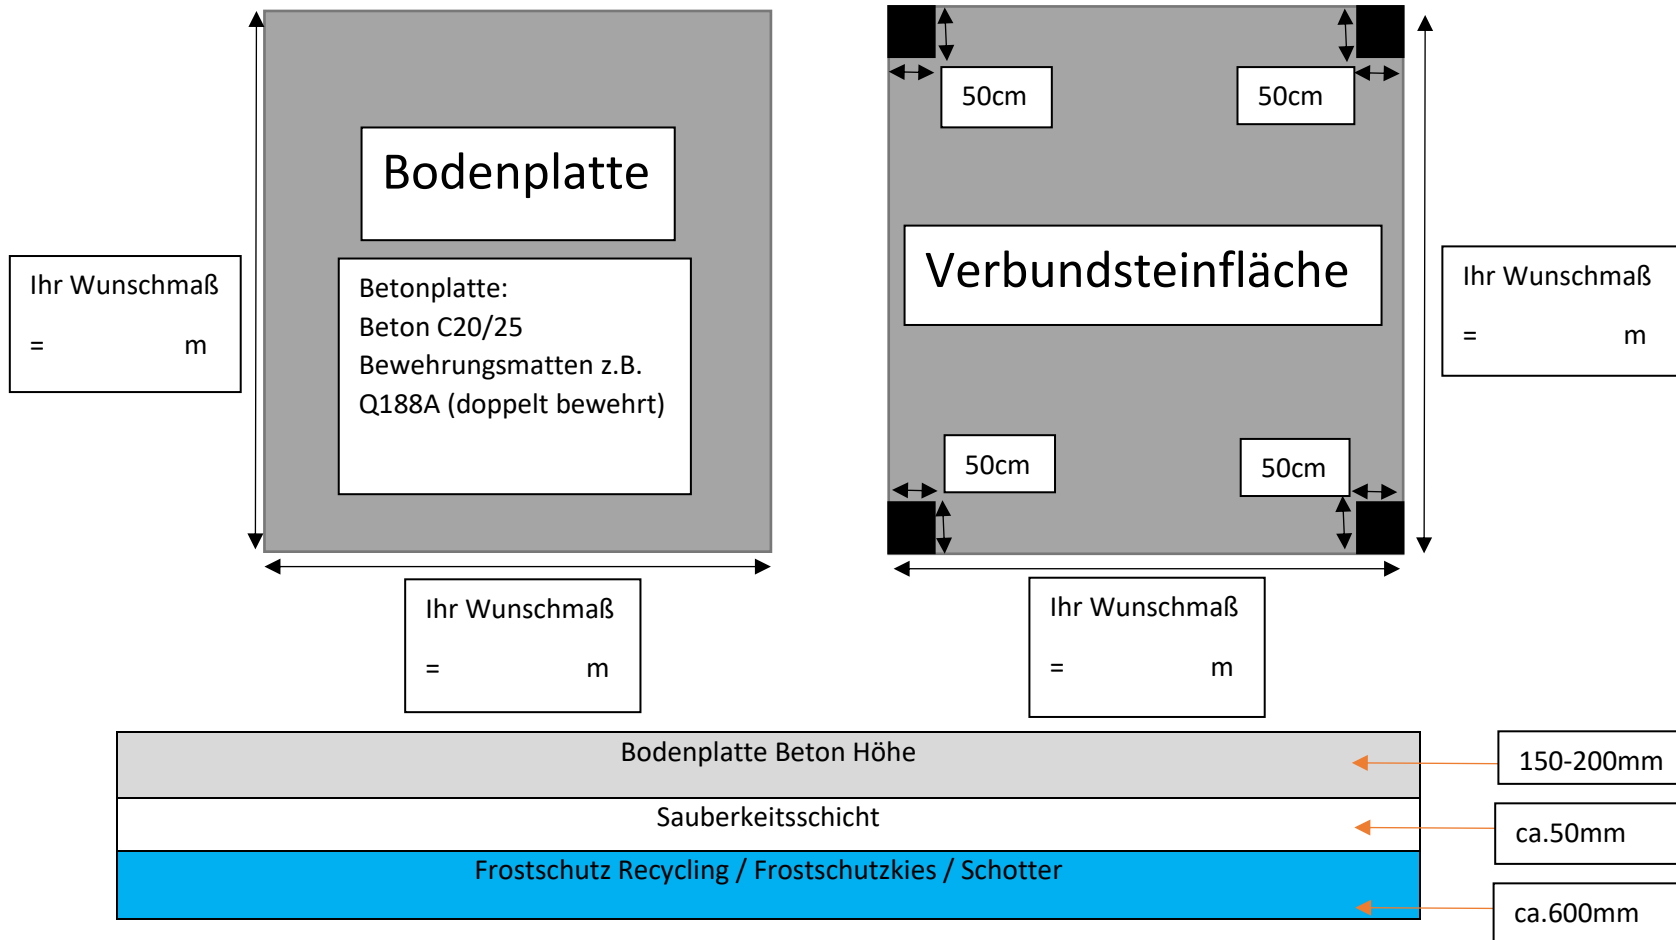 50cm
50cm
Bodenplatte
Verbundsteinfläche
Ihr Wunschmaß
= m
Betonplatte:
Beton C20/25
Bewehrungsmatten z.B.
Q188A (doppelt bewehrt)
Ihr Wunschmaß
= m
50cm
50cm
Ihr Wunschmaß
= m
Ihr Wunschmaß
= m
Bodenplatte Beton Höhe
150-200mm
Sauberkeitsschicht
ca.50mm
Frostschutz Recycling / Frostschutzkies / Schotter
ca.600mm